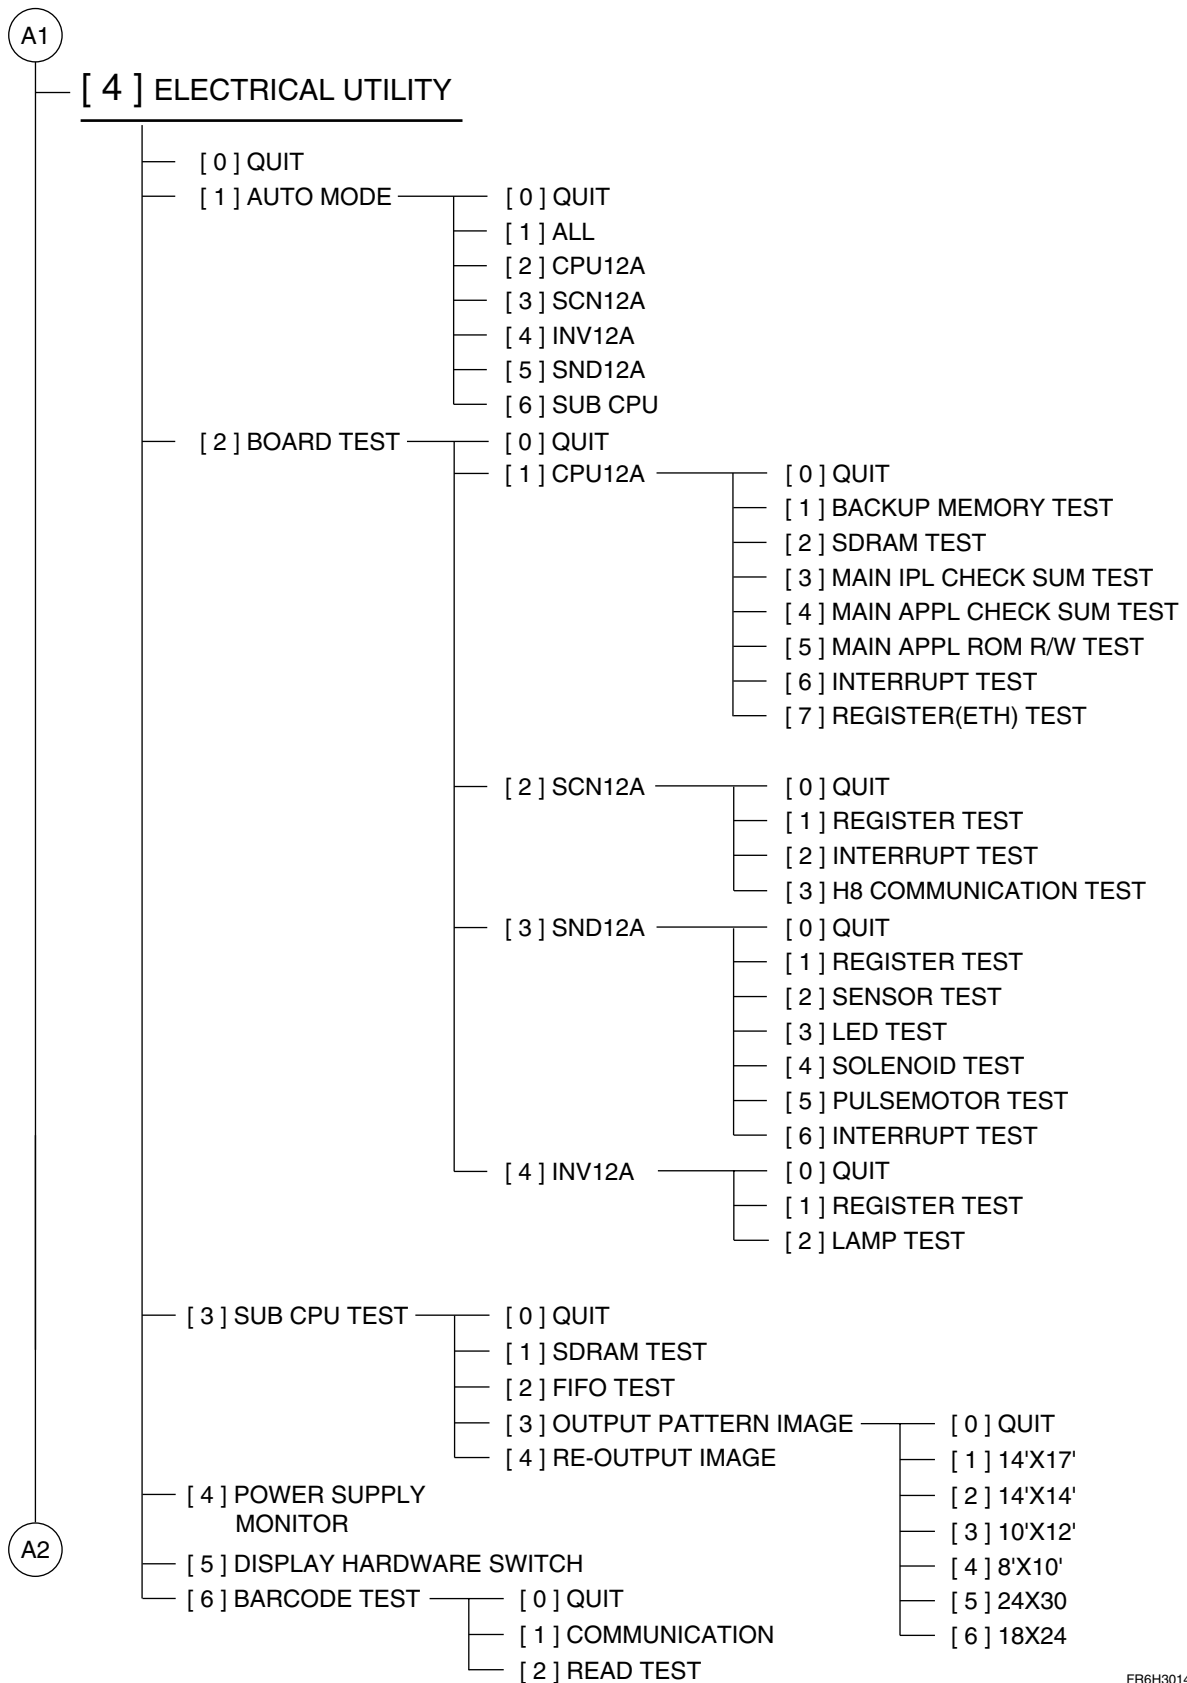 A1
[ 4 ] ELECTRICAL UTILITY
[ 0 ] QUIT
[ 1 ] AUTO MODE
[ 0 ] QUIT
[ 1 ] ALL
[ 2 ] CPU12A
[ 3 ] SCN12A
[ 4 ] INV12A
[ 5 ] SND12A
[ 6 ] SUB CPU
[ 2 ] BOARD TEST
[ 0 ] QUIT
[ 1 ] CPU12A
[ 0 ] QUIT
[ 1 ] BACKUP MEMORY TEST
[ 2 ] SDRAM TEST
[ 3 ] MAIN IPL CHECK SUM TEST
[ 4 ] MAIN APPL CHECK SUM TEST
[ 5 ] MAIN APPL ROM R/W TEST
[ 6 ] INTERRUPT TEST
[ 7 ] REGISTER(ETH) TEST
[ 2 ] SCN12A
[ 0 ] QUIT
[ 1 ] REGISTER TEST
[ 2 ] INTERRUPT TEST
[ 3 ] H8 COMMUNICATION TEST
[ 3 ] SND12A
[ 0 ] QUIT
[ 1 ] REGISTER TEST
[ 2 ] SENSOR TEST
[ 3 ] LED TEST
[ 4 ] SOLENOID TEST
[ 5 ] PULSEMOTOR TEST
[ 6 ] INTERRUPT TEST
[ 4 ] INV12A
[ 0 ] QUIT
[ 1 ] REGISTER TEST
[ 2 ] LAMP TEST
[ 3 ] SUB CPU TEST
[ 0 ] QUIT
[ 1 ] SDRAM TEST
[ 2 ] FIFO TEST
[ 3 ] OUTPUT PATTERN IMAGE
[ 0 ] QUIT
[ 1 ] 14'X17'
[ 2 ] 14'X14'
[ 3 ] 10'X12'
[ 4 ] 8'X10'
[ 5 ] 24X30
[ 6 ] 18X24
[ 4 ] RE-OUTPUT IMAGE
[ 4 ] POWER SUPPLY
MONITOR
[ 5 ] DISPLAY HARDWARE SWITCH
[ 6 ] BARCODE TEST
[ 0 ] QUIT
[ 1 ] COMMUNICATION
[ 2 ] READ TEST
A2
FR6H3014